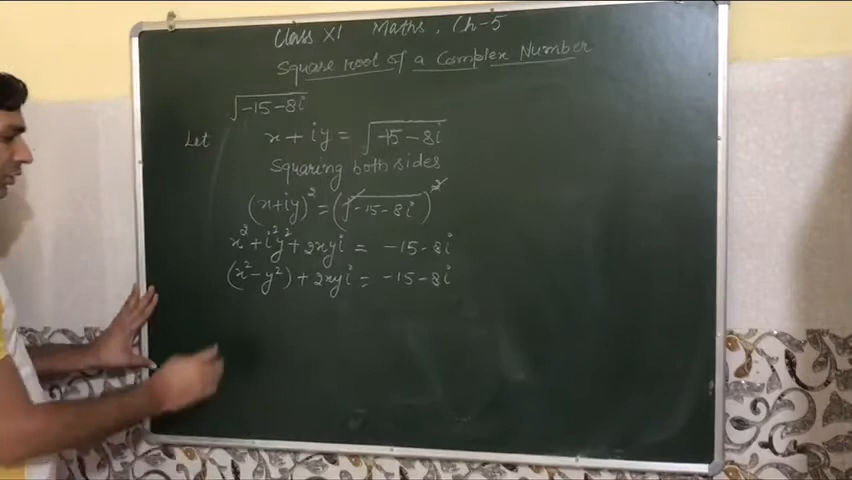 Class XI Maths, Ch-5
Square root of a Complex Number
√-15-8i
Let x + iy = √-15-8i
Squaring both sides
(x+iy)² = (√-15-8i)²
x² + i²y² + 2xyi = -15-8i
(x²-y²) + 2xyi = -15-8i